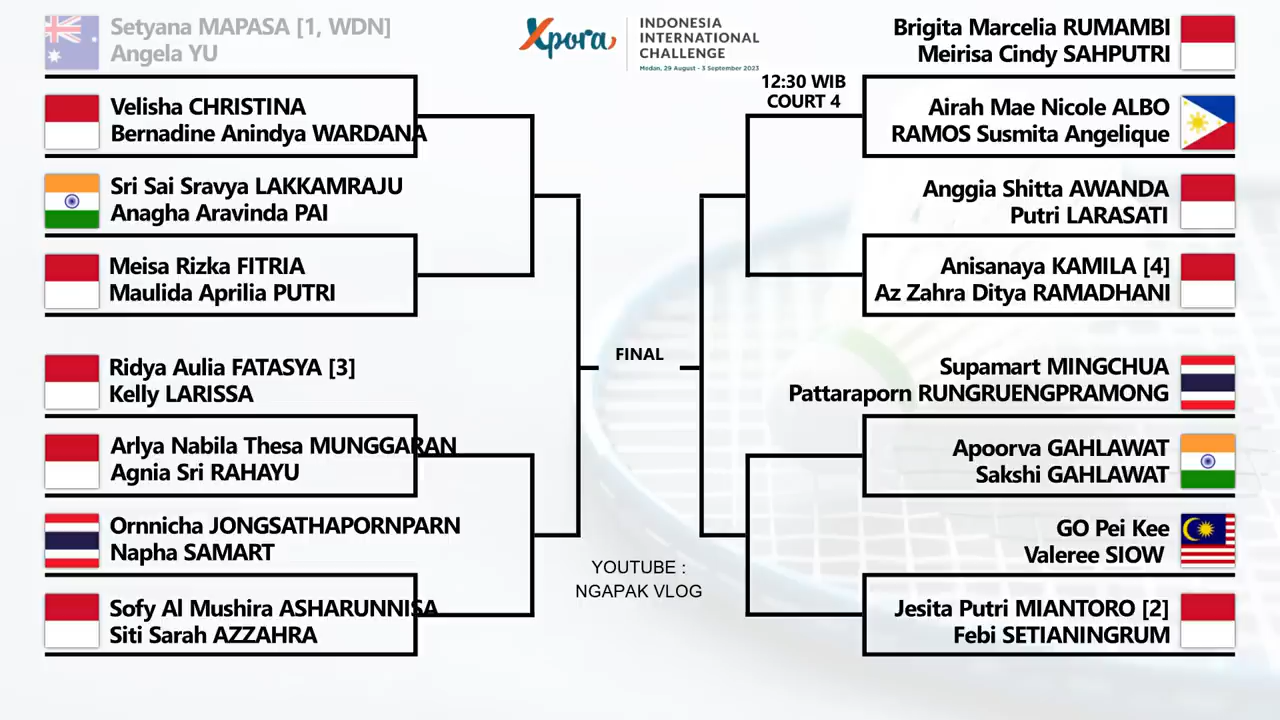 Setyana MAPASA [1, WDN]
Angela YU
Velisha CHRISTINA
Bernadine Anindya WARDANA
Sri Sai Sravya LAKKAMRAJU
Anagha Aravinda PAI
Meisa Rizka FITRIA
Maulida Aprilia PUTRI
Ridya Aulia FATASYA [3]
Kelly LARISSA
Arlya Nabila Thesa MUNGGARAN
Agnia Sri RAHAYU
Ornnicha JONGSATHAPORNPARN
Napha SAMART
Sofy Al Mushira ASHARUNNISA
Siti Sarah AZZAHRA
Xpora
INDONESIA
INTERNATIONAL
CHALLENGE
Medan, 29 August - 3 September 2023
FINAL
YOUTUBE :
NGAPAK VLOG
12:30 WIB
COURT 4
Brigita Marcelia RUMAMBI
Meirisa Cindy SAHPUTRI
Airah Mae Nicole ALBO
RAMOS Susmita Angelique
Anggia Shitta AWANDA
Putri LARASATI
Anisanaya KAMILA [4]
Az Zahra Ditya RAMADHANI
Supamart MINGCHUA
Pattaraporn RUNGRUENGPRAMONG
Apoorva GAHLAWAT
Sakshi GAHLAWAT
GO Pei Kee
Valeree SIOW
Jesita Putri MIANTORO [2]
Febi SETIANINGRUM